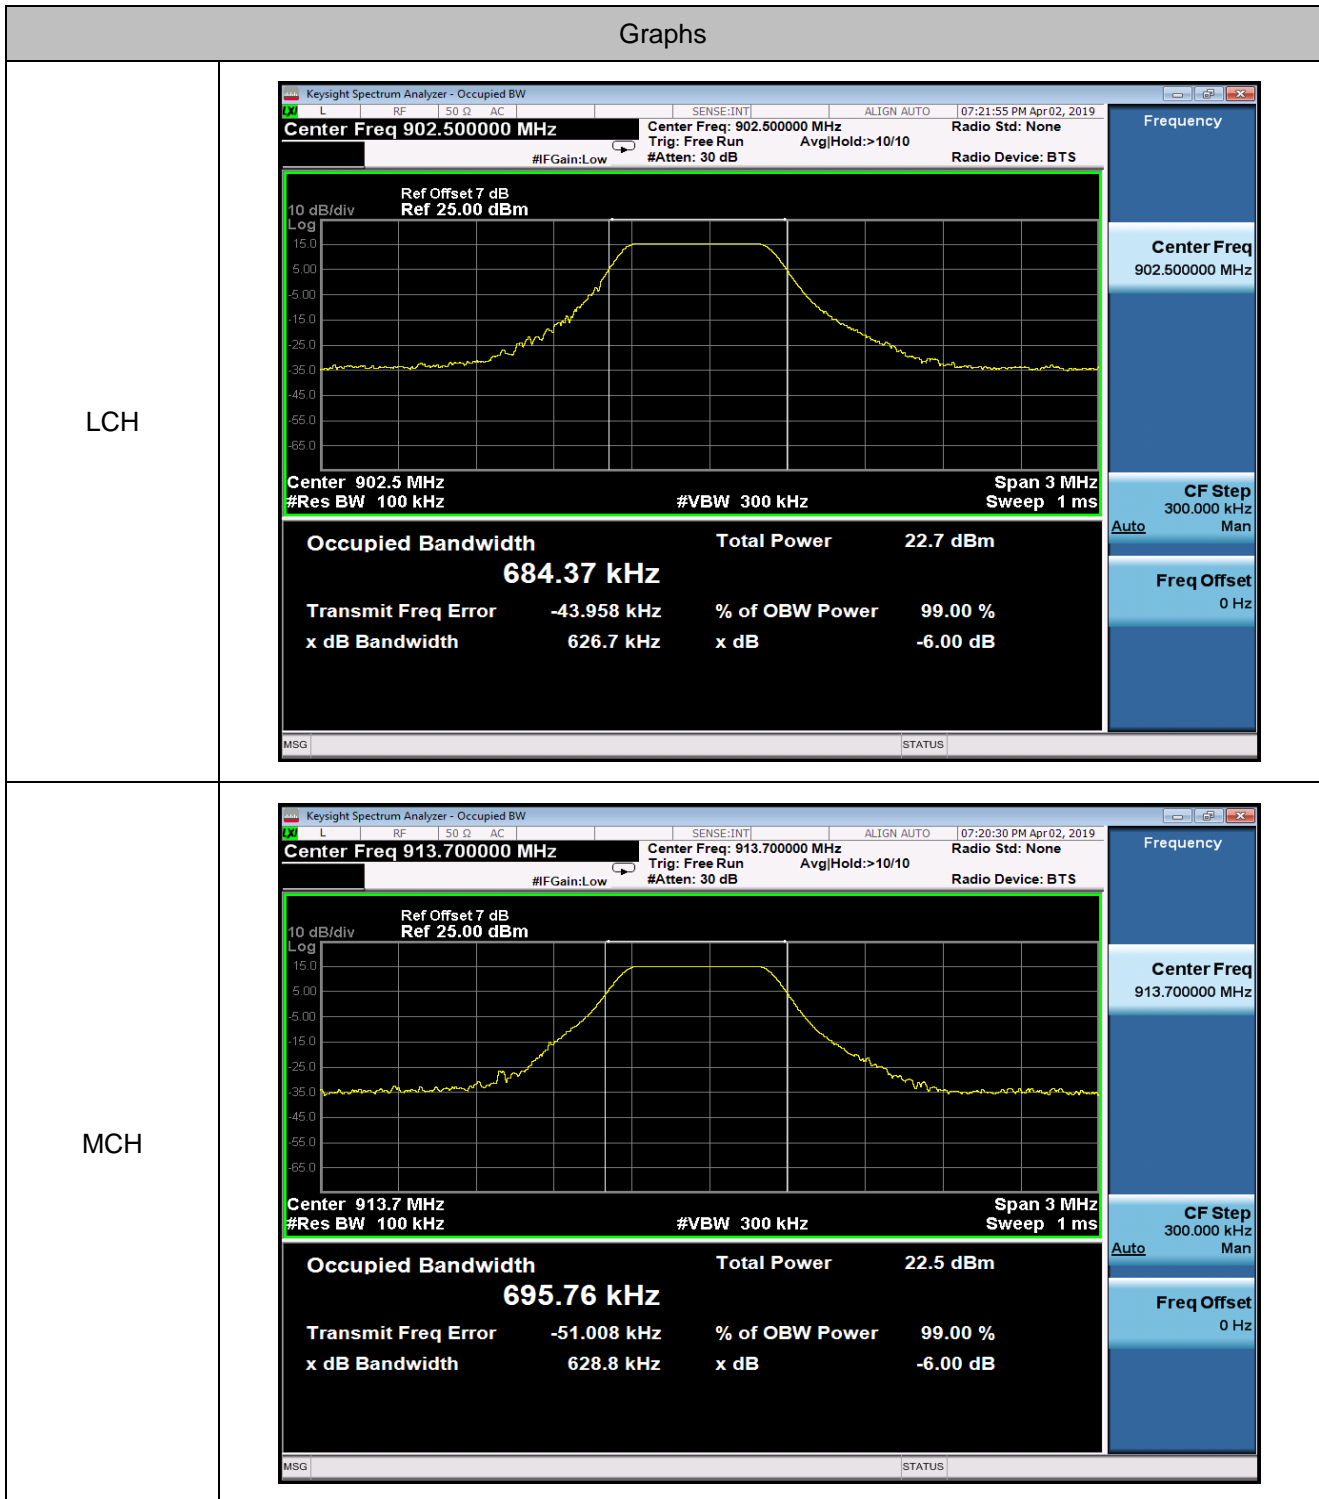 Graphs
LCH
Keysight Spectrum Analyzer - Occupied BW
LXI L RF 50 Ω AC SENSE:INT ALIGN AUTO 07:21:55 PM Apr 02, 2019
Center Freq 902.500000 MHz
Center Freq: 902.500000 MHz Radio Std: None
Trig: Free Run Avg|Hold:>10/10
#IFGain:Low #Atten: 30 dB Radio Device: BTS
Frequency
Ref Offset 7 dB
10 dB/div Ref 25.00 dBm
Log
15.0
5.00
-5.00
-15.0
-25.0
-35.0
-45.0
-55.0
-65.0
Center 902.5 MHz Span 3 MHz
#Res BW 100 kHz #VBW 300 kHz Sweep 1 ms
Center Freq
902.500000 MHz
CF Step
300.000 kHz
Auto Man
Freq Offset
0 Hz
Occupied Bandwidth Total Power 22.7 dBm
684.37 kHz
Transmit Freq Error -43.958 kHz % of OBW Power 99.00 %
x dB Bandwidth 626.7 kHz x dB -6.00 dB
MSG STATUS
MCH
Keysight Spectrum Analyzer - Occupied BW
LXI L RF 50 Ω AC SENSE:INT ALIGN AUTO 07:20:30 PM Apr 02, 2019
Center Freq 913.700000 MHz
Center Freq: 913.700000 MHz Radio Std: None
Trig: Free Run Avg|Hold:>10/10
#IFGain:Low #Atten: 30 dB Radio Device: BTS
Frequency
Ref Offset 7 dB
10 dB/div Ref 25.00 dBm
Log
15.0
5.00
-5.00
-15.0
-25.0
-35.0
-45.0
-55.0
-65.0
Center 913.7 MHz Span 3 MHz
#Res BW 100 kHz #VBW 300 kHz Sweep 1 ms
Center Freq
913.700000 MHz
CF Step
300.000 kHz
Auto Man
Freq Offset
0 Hz
Occupied Bandwidth Total Power 22.5 dBm
695.76 kHz
Transmit Freq Error -51.008 kHz % of OBW Power 99.00 %
x dB Bandwidth 628.8 kHz x dB -6.00 dB
MSG STATUS